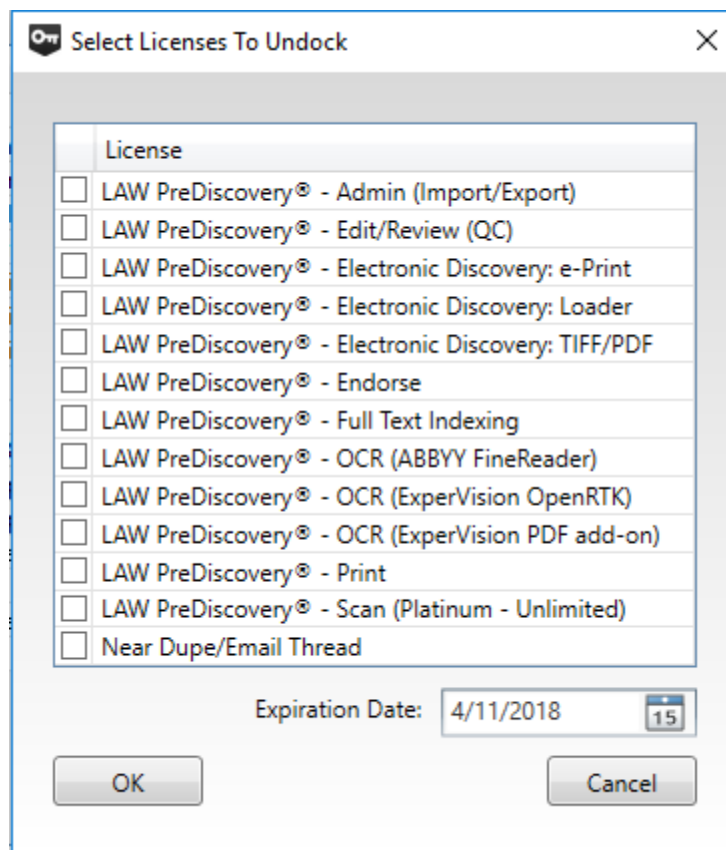 Select Licenses To Undock
License
LAW PreDiscovery® - Admin (Import/Export)
LAW PreDiscovery® - Edit/Review (QC)
LAW PreDiscovery® - Electronic Discovery: e-Print
LAW PreDiscovery® - Electronic Discovery: Loader
LAW PreDiscovery® - Electronic Discovery: TIFF/PDF
LAW PreDiscovery® - Endorse
LAW PreDiscovery® - Full Text Indexing
LAW PreDiscovery® - OCR (ABBYY FineReader)
LAW PreDiscovery® - OCR (ExperVision OpenRTK)
LAW PreDiscovery® - OCR (ExperVision PDF add-on)
LAW PreDiscovery® - Print
LAW PreDiscovery® - Scan (Platinum - Unlimited)
Near Dupe/Email Thread
Expiration Date: 4/11/2018 15
OK Cancel